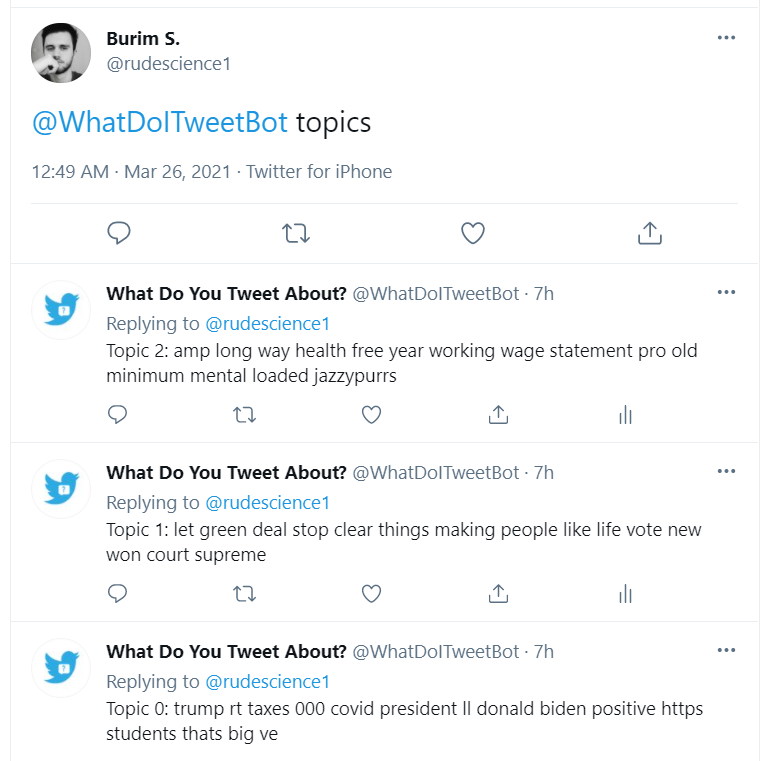 Burim S.
@rudescience1
@WhatDoITweetBot topics
12:49 AM · Mar 26, 2021 · Twitter for iPhone
What Do You Tweet About? @WhatDoITweetBot · 7h
Replying to @rudescience1
Topic 2: amp long way health free year working wage statement pro old
minimum mental loaded jazzypurrs
What Do You Tweet About? @WhatDoITweetBot · 7h
Replying to @rudescience1
Topic 1: let green deal stop clear things making people like life vote new
won court supreme
What Do You Tweet About? @WhatDoITweetBot · 7h
Replying to @rudescience1
Topic 0: trump rt taxes 000 covid president ll donald biden positive https
students thats big ve